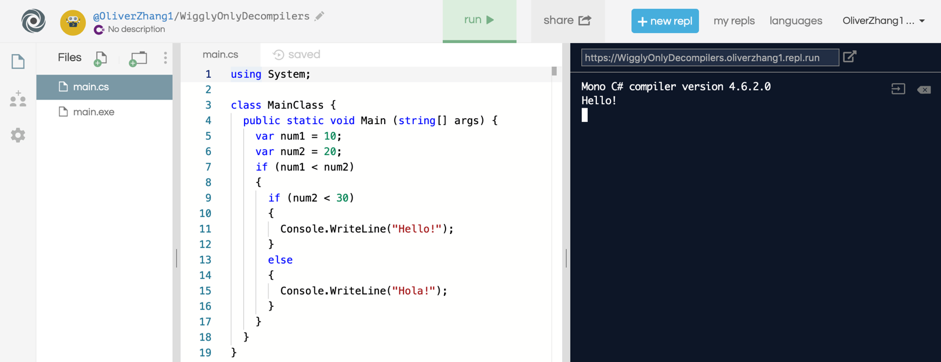 @OliverZhang1/WigglyOnlyDecompilers
No description
run
share
+ new repl
my repls
languages
OliverZhang1 ...
Files
main.cs
main.exe
main.cs
saved
1 using System;
2
3 class MainClass {
4 public static void Main (string[] args) {
5 var num1 = 10;
6 var num2 = 20;
7 if (num1 < num2)
8 {
9 if (num2 < 30)
10 {
11 Console.WriteLine("Hello!");
12 }
13 else
14 {
15 Console.WriteLine("Hola!");
16 }
17 }
18 }
19 }
https://WigglyOnlyDecompilers.oliverzhang1.repl.run
Mono C# compiler version 4.6.2.0
Hello!